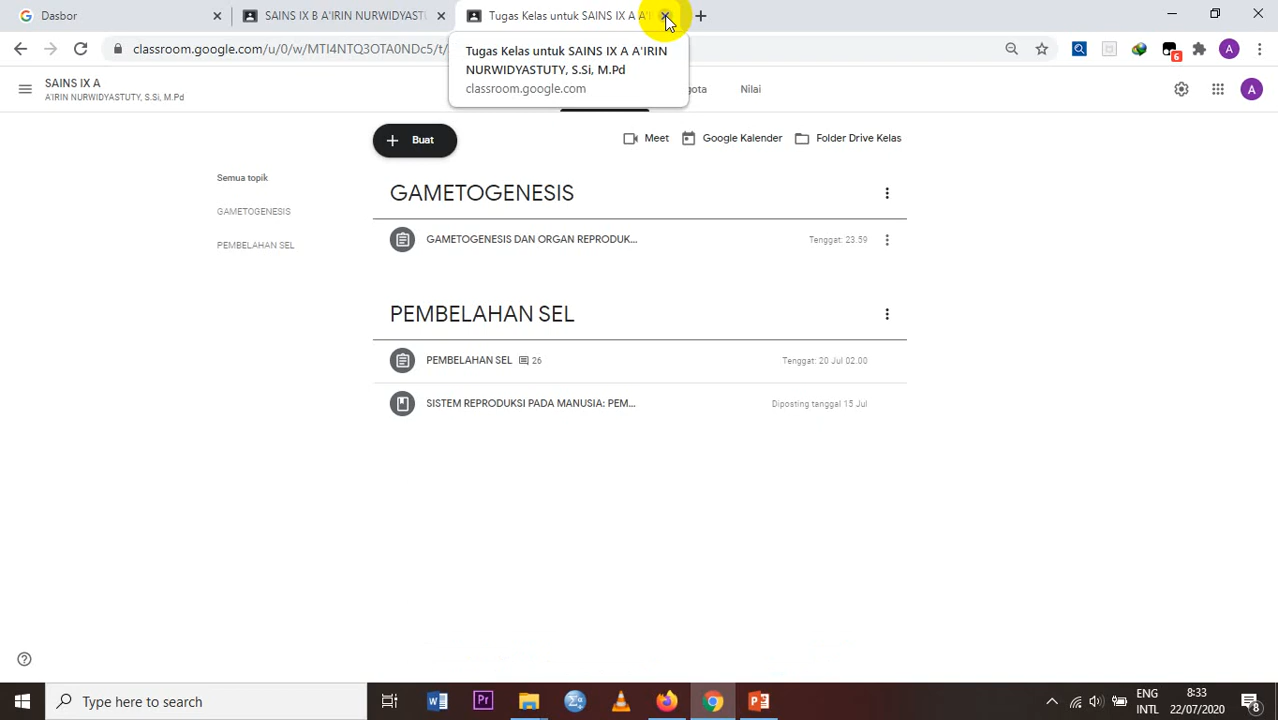 Dasbor
SAINS IX B A'IRIN NURWIDYAST
Tugas Kelas untuk SAINS IX A A'I
classroom.google.com/u/0/w/MTI4NTQ3OTA0NDc5/t/
6
A
Tugas Kelas untuk SAINS IX A A'IRIN
NURWIDYASTUTY, S.Si, M.Pd
classroom.google.com
SAINS IX A
A'IRIN NURWIDYASTUTY, S.Si, M.Pd
gota
Nilai
A
Buat
Meet
Google Kalender
Folder Drive Kelas
Semua topik
GAMETOGENESIS
PEMBELAHAN SEL
GAMETOGENESIS
GAMETOGENESIS DAN ORGAN REPRODUK...
Tenggat: 23.59
PEMBELAHAN SEL
PEMBELAHAN SEL 26
Tenggat: 20 Jul 02.00
SISTEM REPRODUKSI PADA MANUSIA: PEM...
Diposting tanggal 15 Jul
Type here to search
ENG
INTL
8:33
22/07/2020
8